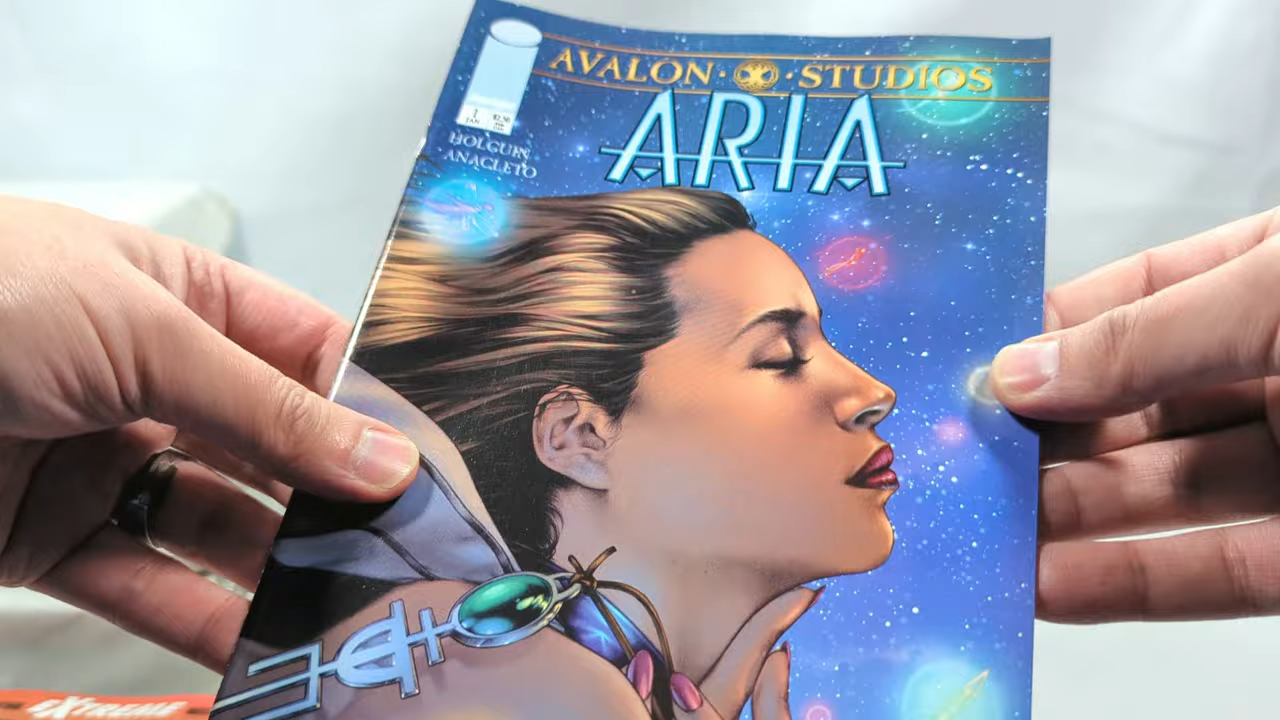 AVALON · STUDIOS
ARIA
1
JAN
$2.50
HOLGUIN
ANACLETO
EXTREME